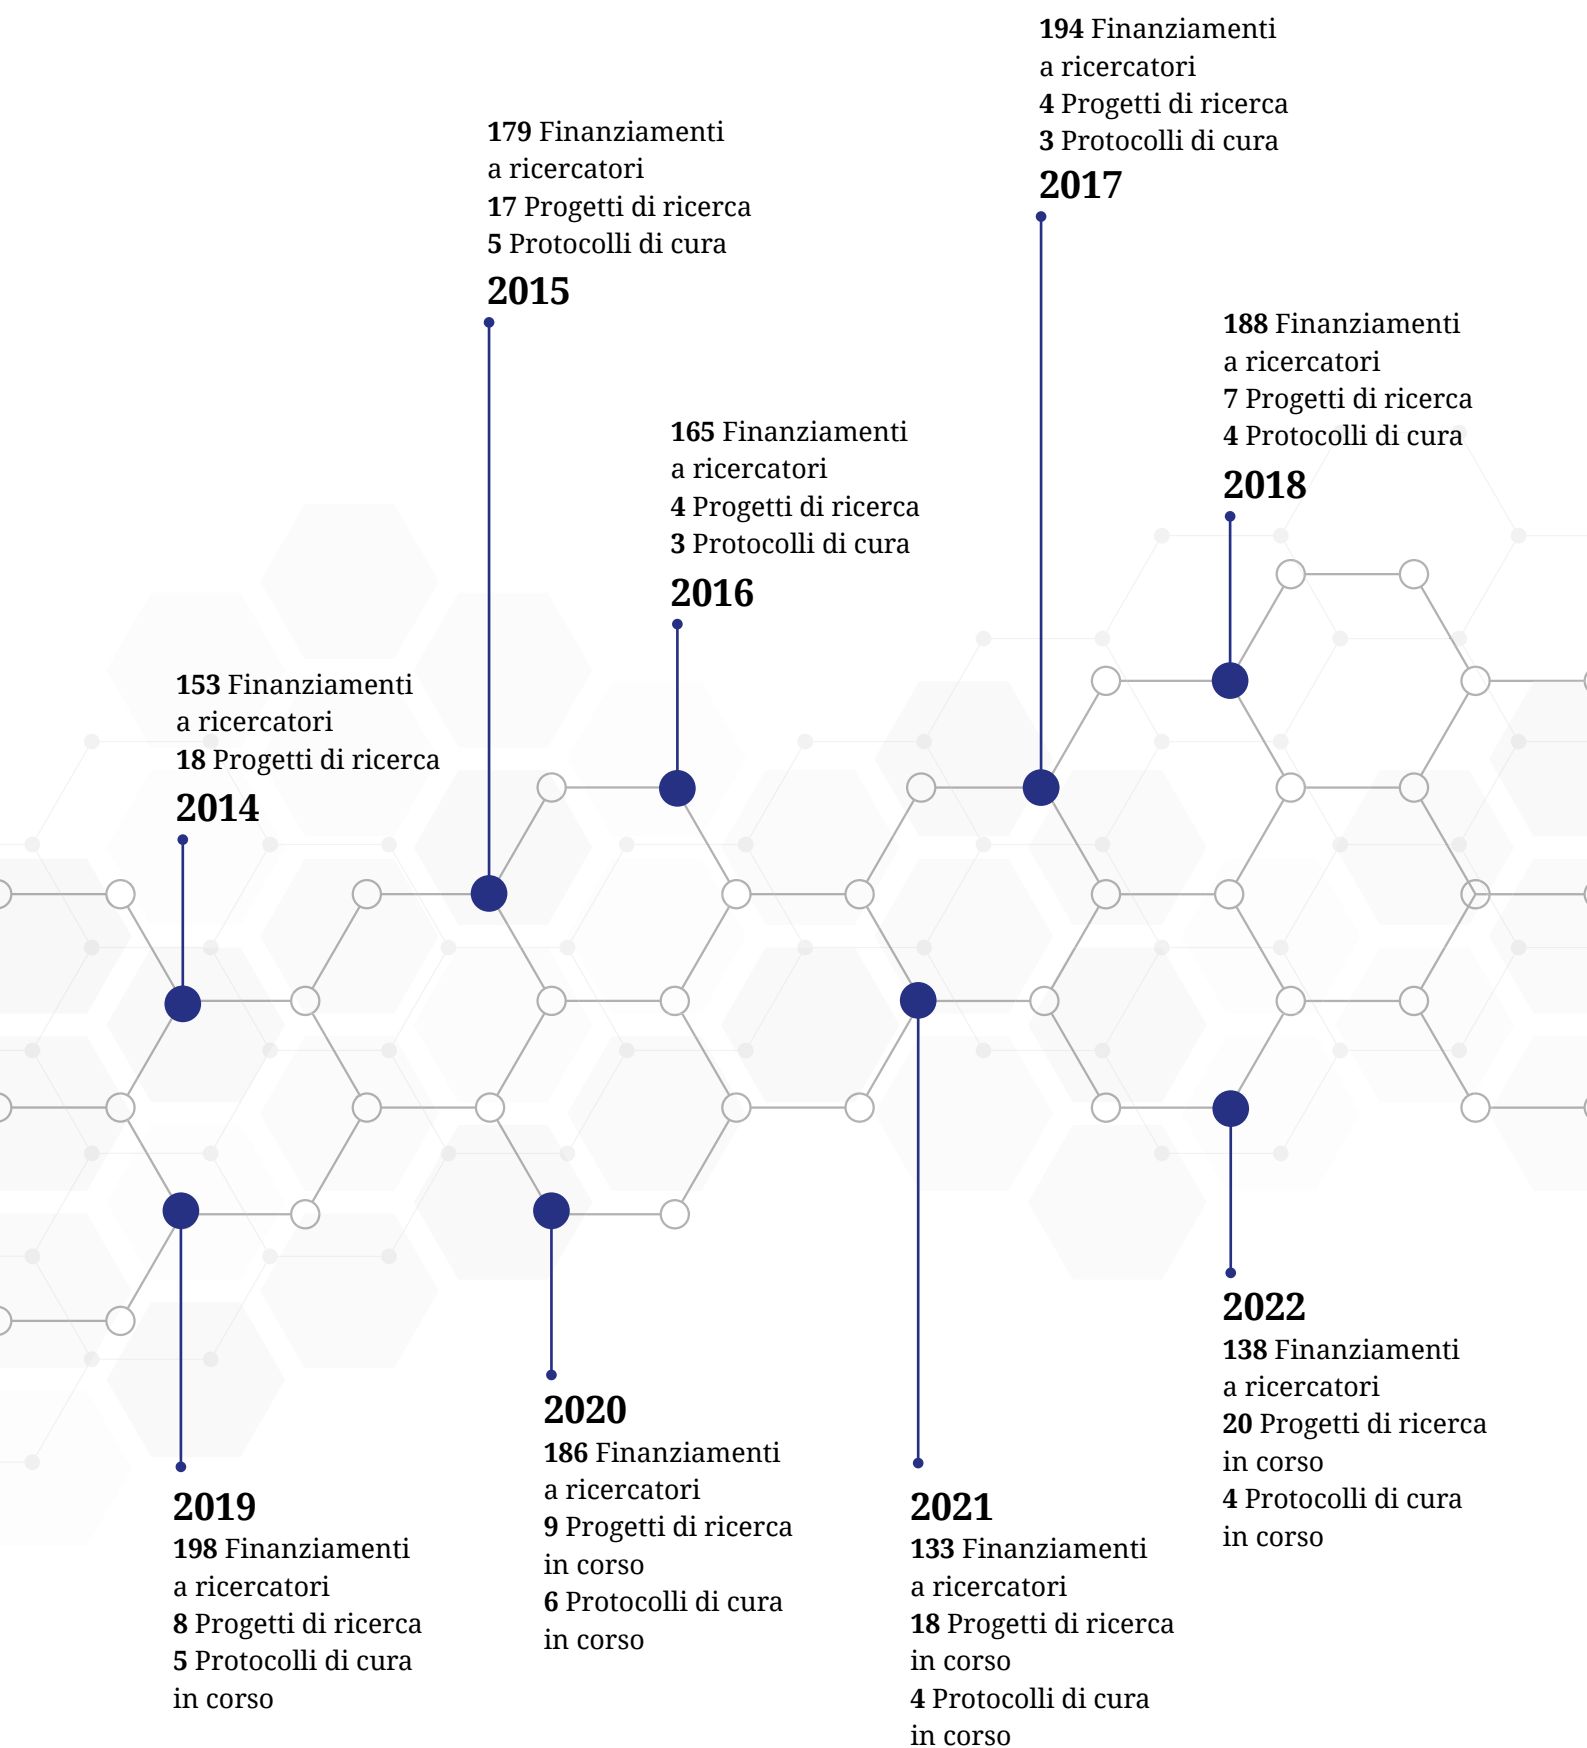 153 Finanziamenti
a ricercatori
18 Progetti di ricerca
2014
179 Finanziamenti
a ricercatori
17 Progetti di ricerca
5 Protocolli di cura
2015
165 Finanziamenti
a ricercatori
4 Progetti di ricerca
3 Protocolli di cura
2016
194 Finanziamenti
a ricercatori
4 Progetti di ricerca
3 Protocolli di cura
2017
188 Finanziamenti
a ricercatori
7 Progetti di ricerca
4 Protocolli di cura
2018
2019
198 Finanziamenti
a ricercatori
8 Progetti di ricerca
5 Protocolli di cura
in corso
2020
186 Finanziamenti
a ricercatori
9 Progetti di ricerca
in corso
6 Protocolli di cura
in corso
2021
133 Finanziamenti
a ricercatori
18 Progetti di ricerca
in corso
4 Protocolli di cura
in corso
2022
138 Finanziamenti
a ricercatori
20 Progetti di ricerca
in corso
4 Protocolli di cura
in corso